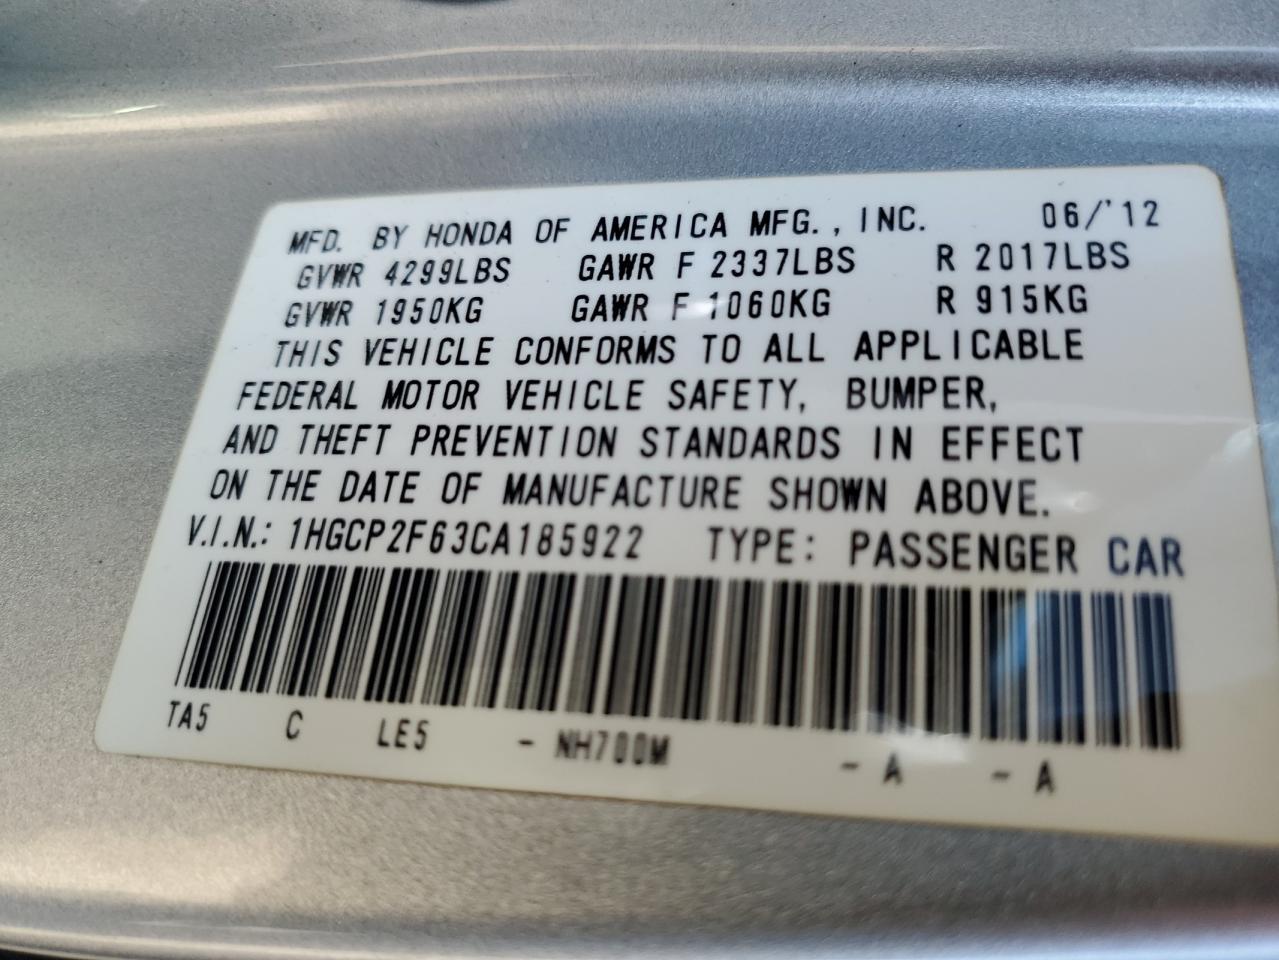 MFD. BY HONDA OF AMERICA MFG., INC. 06/'12
GVWR 4299LBS GAWR F 2337LBS R 2017LBS
GVWR 1950KG GAWR F 1060KG R 915KG
THIS VEHICLE CONFORMS TO ALL APPLICABLE
FEDERAL MOTOR VEHICLE SAFETY, BUMPER,
AND THEFT PREVENTION STANDARDS IN EFFECT
ON THE DATE OF MANUFACTURE SHOWN ABOVE.
V.I.N.: 1HGCP2F63CA185922 TYPE: PASSENGER CAR
TA5 C LE5 - NH700M - A - A